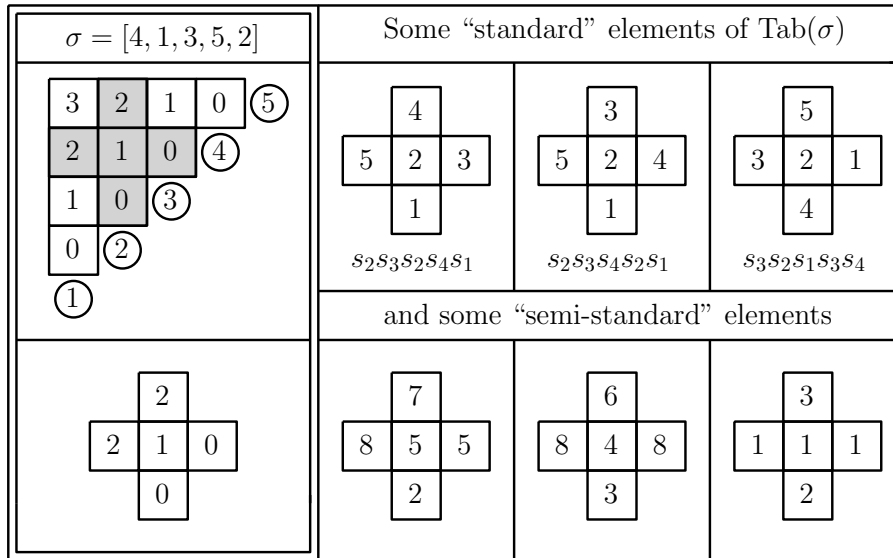 σ = [4, 1, 3, 5, 2]
3 2 1 0 5
2 1 0 4
1 0 3
0 2
1
2
2 1 0
0
Some “standard” elements of Tab(σ)
4
5 2 3
1
s₂s₃s₂s₄s₁
3
5 2 4
1
s₂s₃s₄s₂s₁
5
3 2 1
4
s₃s₂s₁s₃s₄
and some “semi-standard” elements
7
8 5 5
2
6
8 4 8
3
3
1 1 1
2